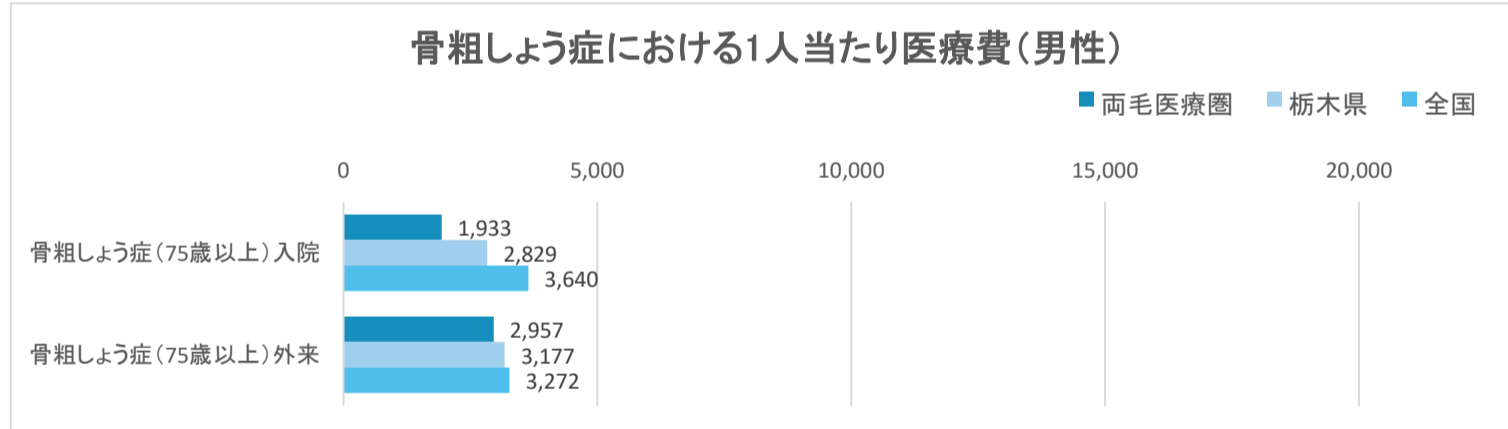 骨粗しょう症における1人当たり医療費（男性）
両毛医療圏 栃木県 全国
0 5,000 10,000 15,000 20,000
骨粗しょう症（75歳以上）入院
1,933
2,829
3,640
骨粗しょう症（75歳以上）外来
2,957
3,177
3,272